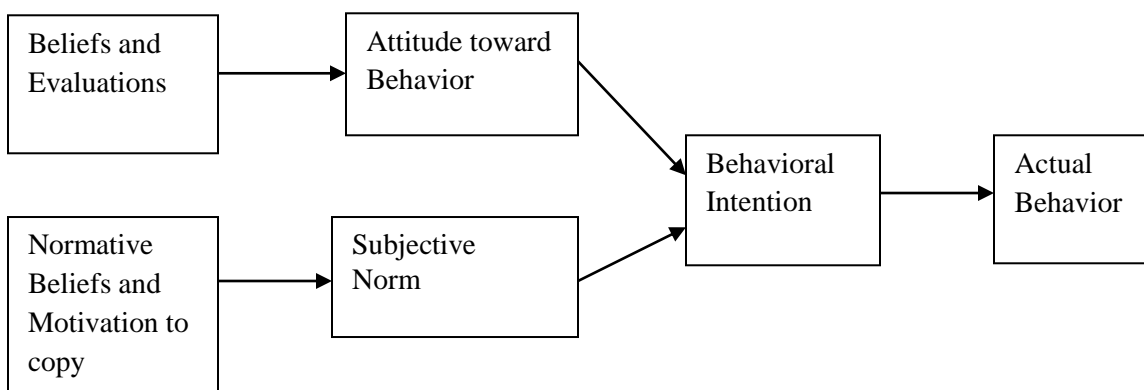 Beliefs and
Evaluations
Attitude toward
Behavior
Behavioral
Intention
Actual
Behavior
Normative
Beliefs and
Motivation to
copy
Subjective
Norm